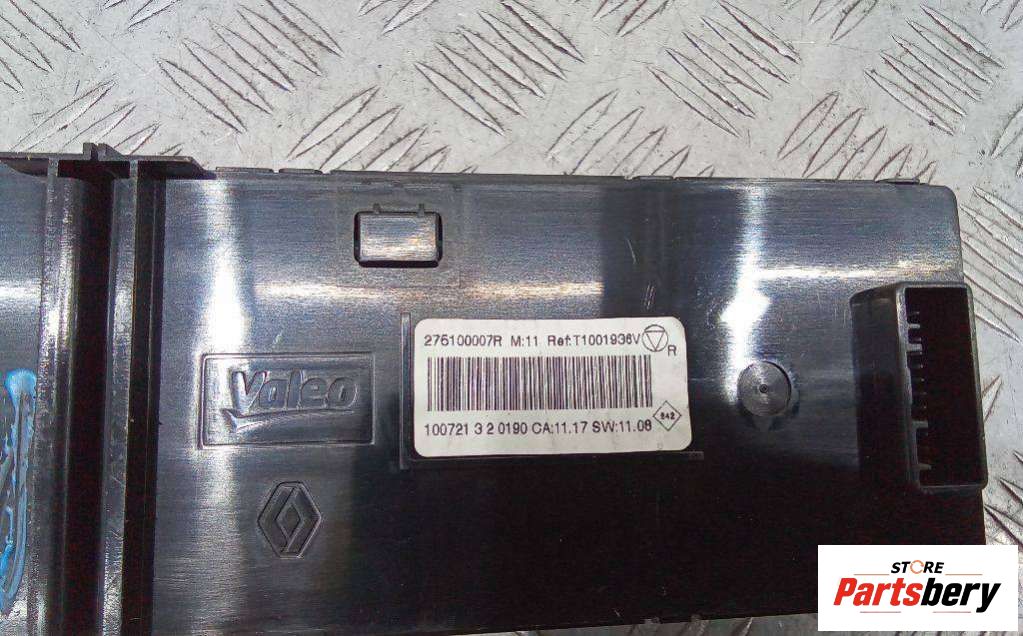 275100007R M:11 Ref:T1001936V
R
Valeo
100721 3 2 0190 CA:11.17 SW:11.08
842
STORE
Partsbery